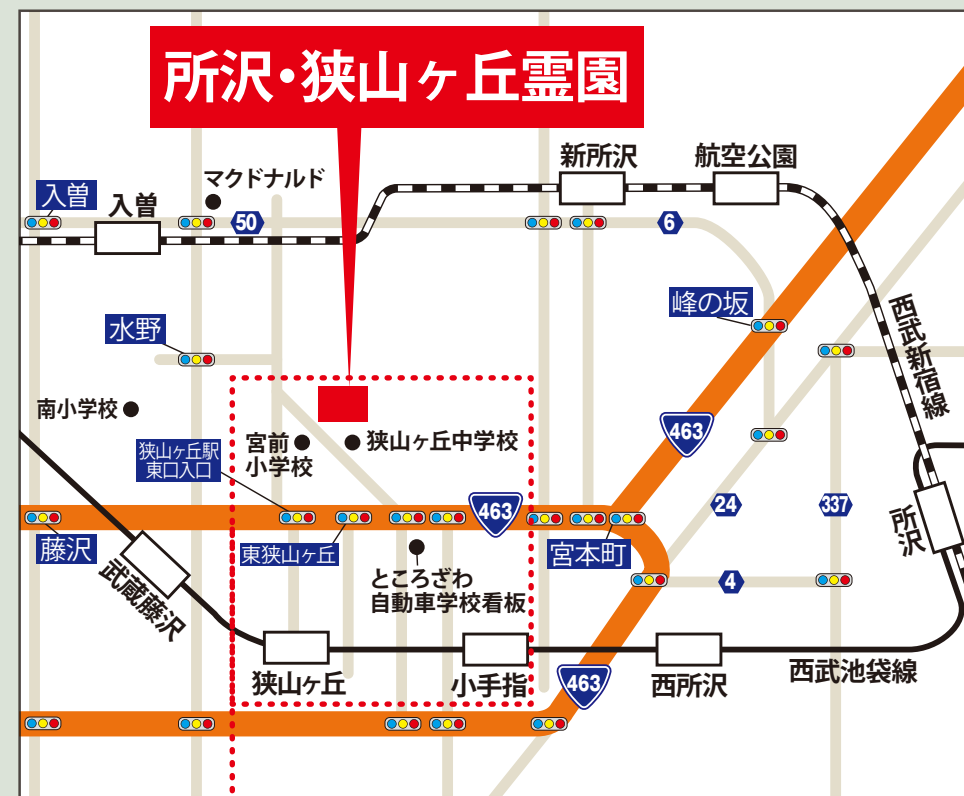 所沢・狭山ヶ丘霊園
新所沢
航空公園
マクドナルド
入曽
入曽
50
6
峰の坂
水野
西武新宿線
南小学校
463
宮前
小学校
狭山ヶ丘中学校
狭山ヶ丘駅
東口入口
463
24
337
所沢
藤沢
東狭山ヶ丘
宮本町
武蔵藤沢
ところざわ
自動車学校看板
4
狭山ヶ丘
小手指
463
西所沢
西武池袋線